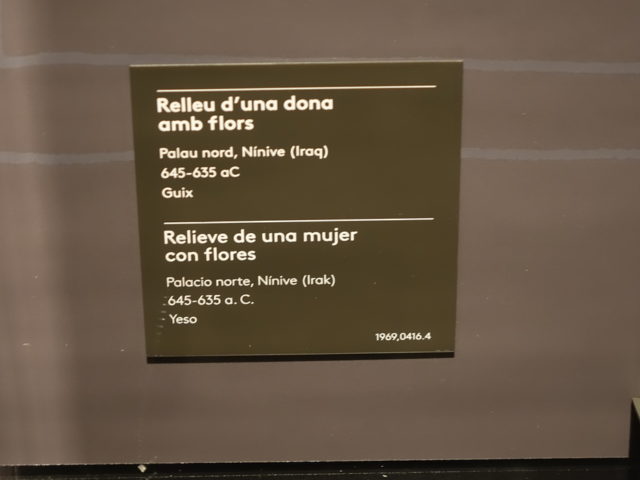 Relleu d'una dona
amb flors
Palau nord, Nínive (Iraq)
645-635 aC
Guix
Relieve de una mujer
con flores
Palacio norte, Nínive (Irak)
645-635 a. C.
Yeso
1969,0416.4